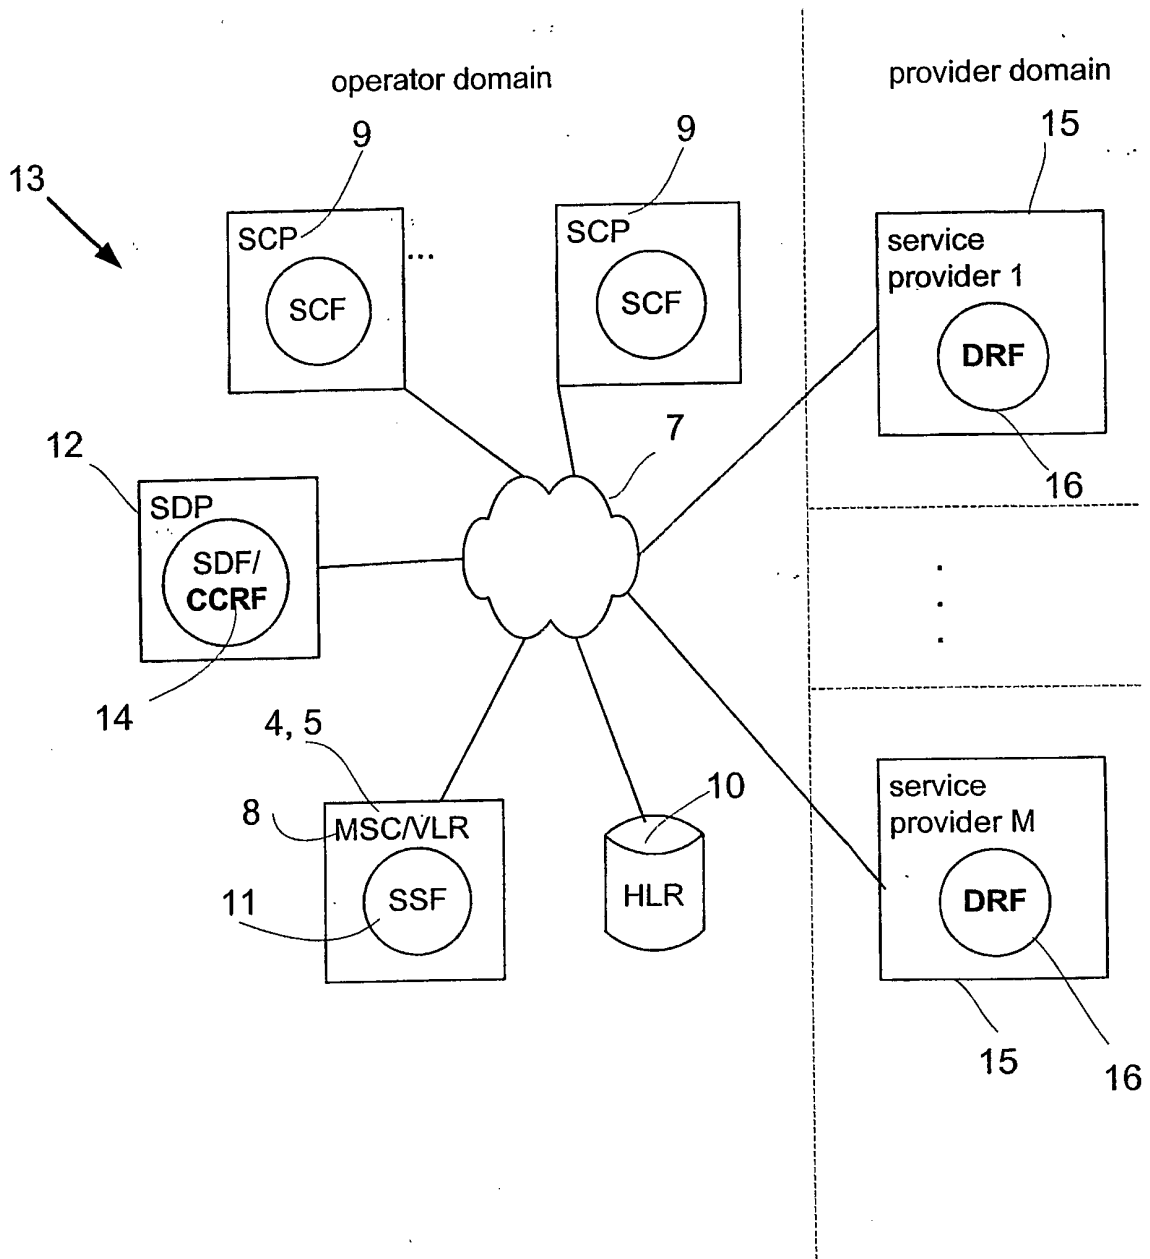 operator domain
provider domain
9
9
15
13
SCP
SCF
...
SCP
SCF
service
provider 1
DRF
16
7
12
SDP
SDF/
CCRF
14
4, 5
8
MSC/VLR
SSF
11
10
HLR
service
provider M
DRF
15
16